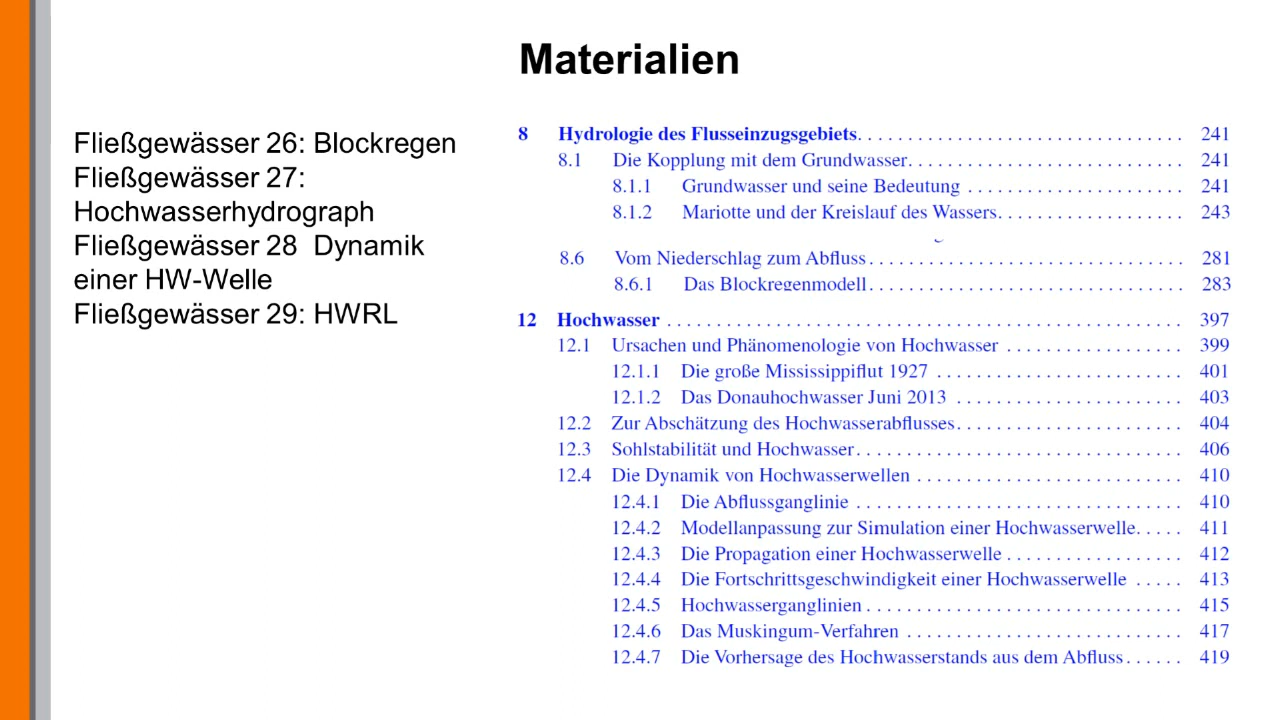 Materialien
Fließgewässer 26: Blockregen
Fließgewässer 27:
Hochwasserhydrograph
Fließgewässer 28  Dynamik
einer HW-Welle
Fließgewässer 29: HWRL
8 Hydrologie des Flusseinzugsgebiets. . . . . . . . . . . . . . . . . . . . . . . . . . . . . . . . 241
8.1 Die Kopplung mit dem Grundwasser. . . . . . . . . . . . . . . . . . . . . . . . . . . 241
8.1.1 Grundwasser und seine Bedeutung . . . . . . . . . . . . . . . . . . . . . 241
8.1.2 Mariotte und der Kreislauf des Wassers. . . . . . . . . . . . . . . . . . 243
8.6 Vom Niederschlag zum Abfluss . . . . . . . . . . . . . . . . . . . . . . . . . . . . . . . 281
8.6.1 Das Blockregenmodell. . . . . . . . . . . . . . . . . . . . . . . . . . . . . . . 283
12 Hochwasser . . . . . . . . . . . . . . . . . . . . . . . . . . . . . . . . . . . . . . . . . . . . . . . . . . . 397
12.1 Ursachen und Phänomenologie von Hochwasser . . . . . . . . . . . . . . . . . . 399
12.1.1 Die große Mississippiflut 1927 . . . . . . . . . . . . . . . . . . . . . . . . 401
12.1.2 Das Donauhochwasser Juni 2013 . . . . . . . . . . . . . . . . . . . . . . 403
12.2 Zur Abschätzung des Hochwasserabflusses. . . . . . . . . . . . . . . . . . . . . . 404
12.3 Sohlstabilität und Hochwasser. . . . . . . . . . . . . . . . . . . . . . . . . . . . . . . . 406
12.4 Die Dynamik von Hochwasserwellen . . . . . . . . . . . . . . . . . . . . . . . . . . 410
12.4.1 Die Abflussganglinie . . . . . . . . . . . . . . . . . . . . . . . . . . . . . . . . 410
12.4.2 Modellanpassung zur Simulation einer Hochwasserwelle. . . . . 411
12.4.3 Die Propagation einer Hochwasserwelle . . . . . . . . . . . . . . . . . 412
12.4.4 Die Fortschrittsgeschwindigkeit einer Hochwasserwelle . . . . . 413
12.4.5 Hochwasserganglinien . . . . . . . . . . . . . . . . . . . . . . . . . . . . . . . 415
12.4.6 Das Muskingum-Verfahren . . . . . . . . . . . . . . . . . . . . . . . . . . . 417
12.4.7 Die Vorhersage des Hochwasserstands aus dem Abfluss . . . . . . 419